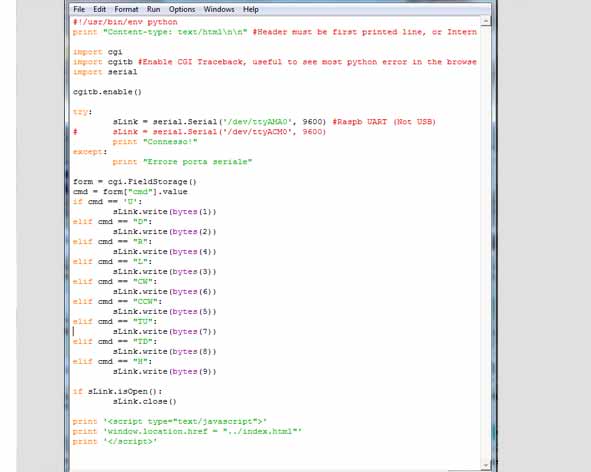 File Edit Format Run Options Windows Help
#!/usr/bin/env python
print "Content-type: text/html\n\n" #Header must be first printed line, or Intern
import cgi
import cgitb #Enable CGI Traceback, useful to see most python error in the browse
import serial
cgitb.enable()
try:
sLink = serial.Serial('/dev/ttyAMA0', 9600) #Raspb UART (Not USB)
# sLink = serial.Serial('/dev/ttyACM0', 9600)
print "Connesso!"
except:
print "Errore porta seriale"
form = cgi.FieldStorage()
cmd = form["cmd"].value
if cmd == 'U':
sLink.write(bytes(1))
elif cmd == "D":
sLink.write(bytes(2))
elif cmd == "R":
sLink.write(bytes(4))
elif cmd == "L":
sLink.write(bytes(3))
elif cmd == "CW":
sLink.write(bytes(6))
elif cmd == "CCW":
sLink.write(bytes(5))
elif cmd == "TU":
sLink.write(bytes(7))
elif cmd == "TD":
sLink.write(bytes(8))
elif cmd == "H":
sLink.write(bytes(9))
if sLink.isOpen():
sLink.close()
print '<script type="text/javascript">'
print 'window.location.href = "../index.html"'
print '</script>'